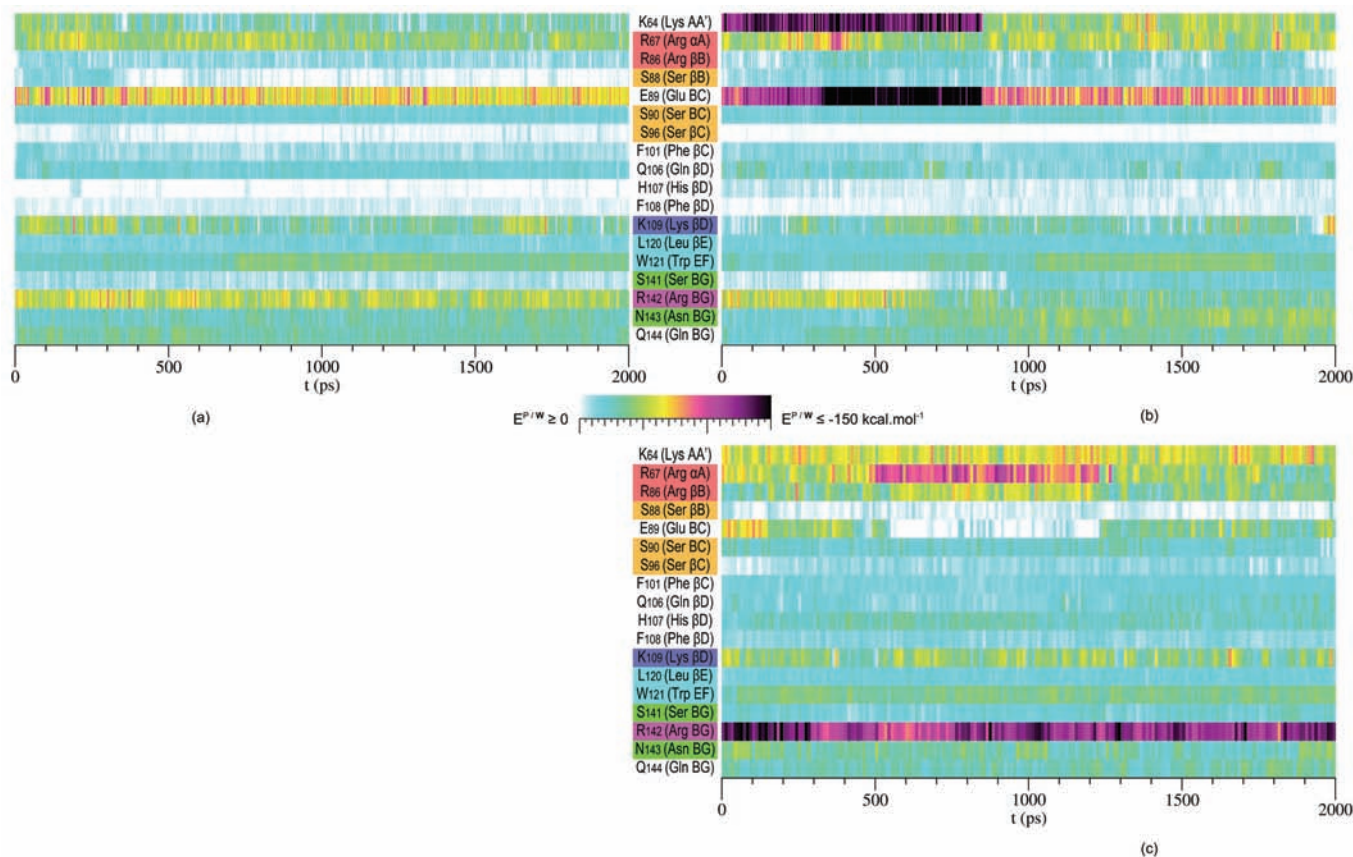 K64 (Lys AA')
R67 (Arg αA)
R86 (Arg βB)
S88 (Ser βB)
E89 (Glu BC)
S90 (Ser BC)
S96 (Ser βC)
F101 (Phe βC)
Q106 (Gln βD)
H107 (His βD)
F108 (Phe βD)
K109 (Lys βD)
L120 (Leu βE)
W121 (Trp EF)
S141 (Ser BG)
R142 (Arg BG)
N143 (Asn BG)
Q144 (Gln BG)
0 500 1000 1500 2000 0 500 1000 1500 2000
t (ps) t (ps)
(a) (b)
E^P/W ≥ 0 E^P/W ≤ -150 kcal.mol⁻¹
K64 (Lys AA')
R67 (Arg αA)
R86 (Arg βB)
S88 (Ser βB)
E89 (Glu BC)
S90 (Ser BC)
S96 (Ser βC)
F101 (Phe βC)
Q106 (Gln βD)
H107 (His βD)
F108 (Phe βD)
K109 (Lys βD)
L120 (Leu βE)
W121 (Trp EF)
S141 (Ser BG)
R142 (Arg BG)
N143 (Asn BG)
Q144 (Gln BG)
0 500 1000 1500 2000
t (ps)
(c)